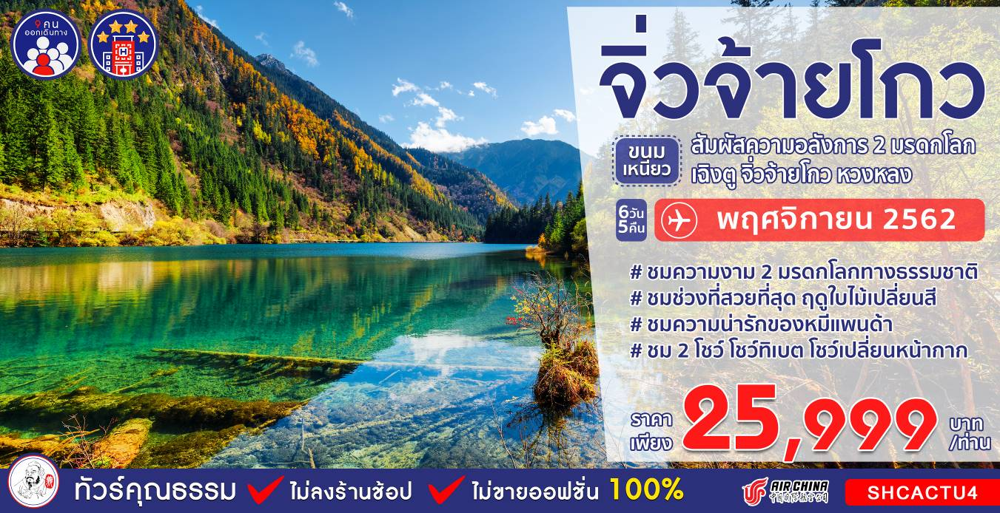 9 คน
ออกเดินทาง
H
จิ่วจ้ายโกว
ขนม
เหนียว
สัมผัสความอลังการ 2 มรดกโลก
เฉิงตู จิ่วจ้ายโกว หวงหลง
6วัน
5คืน
พฤศจิกายน 2562
# ชมความงาม 2 มรดกโลกทางธรรมชาติ
# ชมช่วงที่สวยที่สุด ฤดูใบไม้เปลี่ยนสี
# ชมความน่ารักของหมีแพนด้า
# ชม 2 โชว์ โชว์ทิเบต โชว์เปลี่ยนหน้ากาก
ราคา
เพียง
25,999
บาท
/ท่าน
ทัวร์คุณธรรม ไม่ลงร้านช้อป ไม่ขายออฟชั่น 100%
AIR CHINA
中国国际航空公司
SHCACTU4